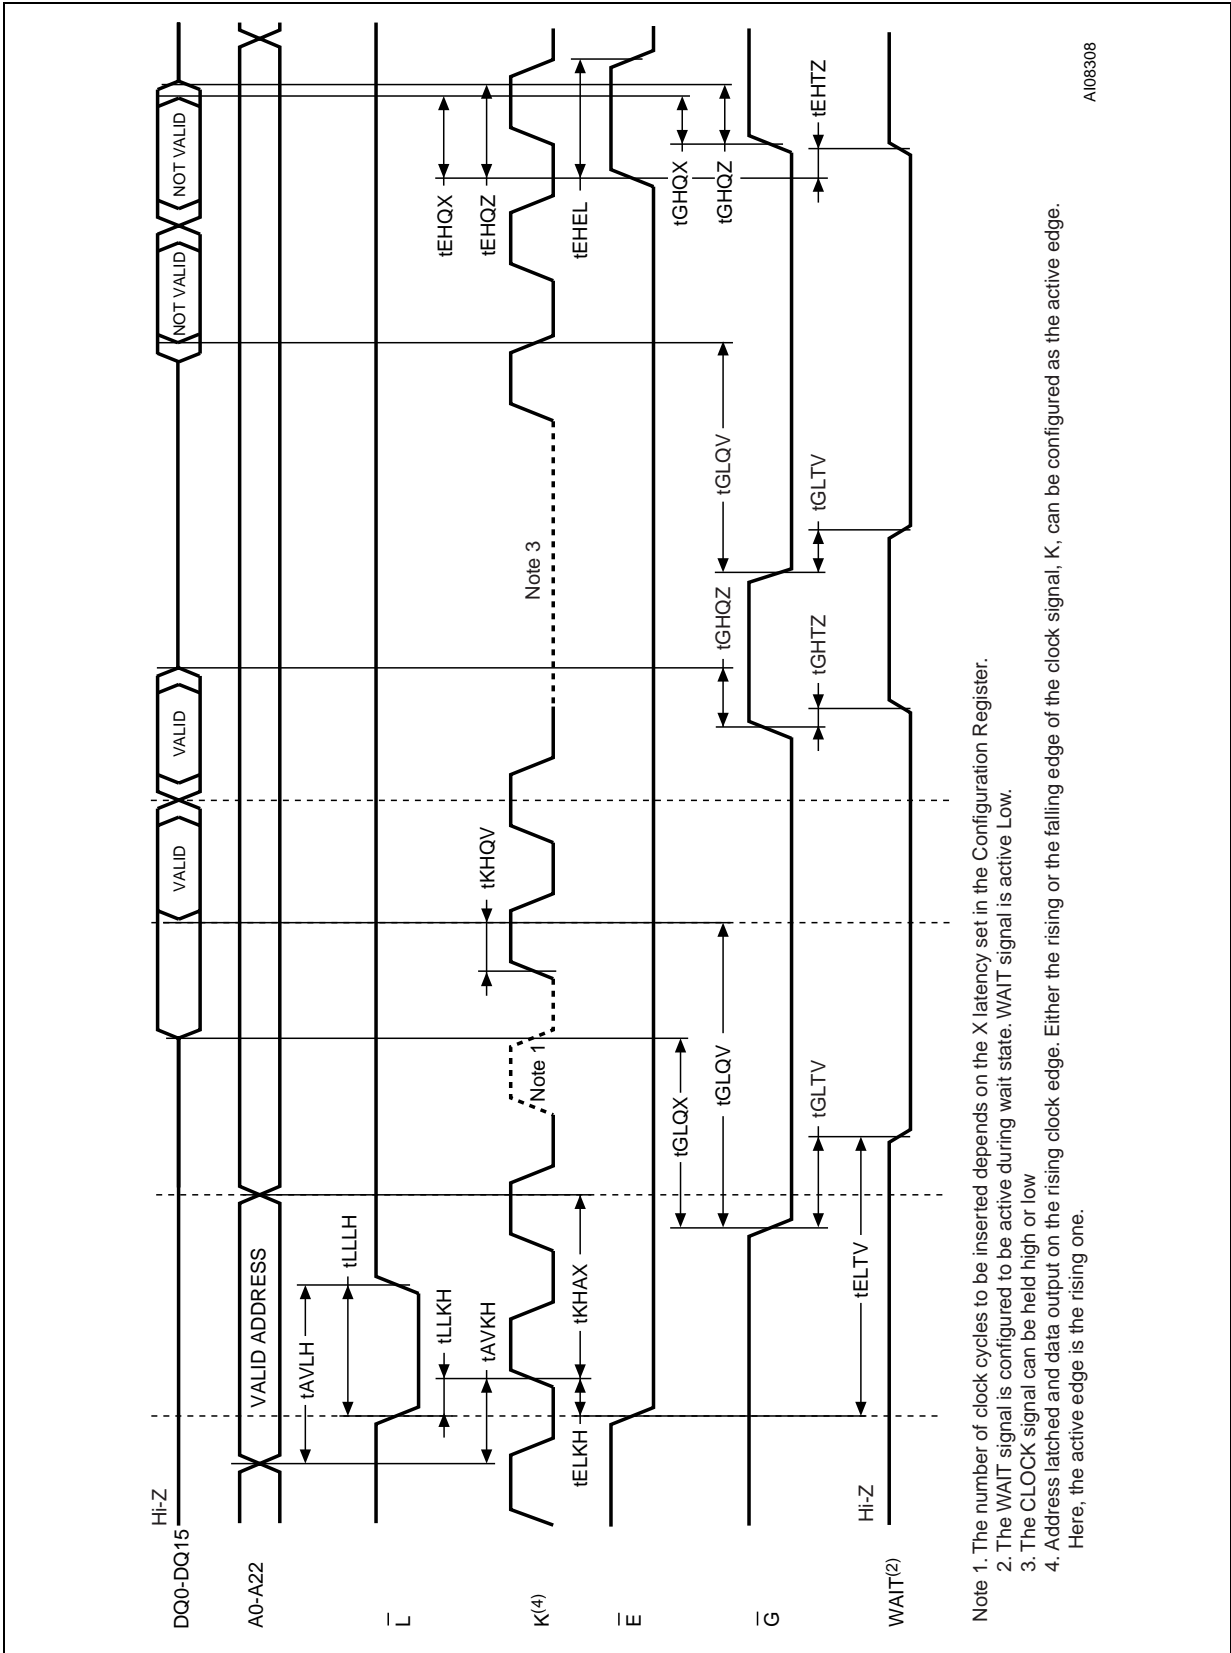 Hi-Z
DQ0-DQ15
VALID
VALID
NOT VALID
NOT VALID
A0-A22
VALID ADDRESS
tAVLH
tLLLH
L
tLLKH
tAVKH
tKHQV
tEHQX
tEHQZ
K(4)
Note 1
Note 3
tELKH
tKHAX
tEHEL
E
tGLQX
tGHQX
tGLQV
tGHQZ
tGLQV
tGHQZ
G
tGLTV
tGHTZ
tGLTV
tEHTZ
tELTV
Hi-Z
WAIT(2)
Note 1. The number of clock cycles to be inserted depends on the X latency set in the Configuration Register.
2. The WAIT signal is configured to be active during wait state. WAIT signal is active Low.
3. The CLOCK signal can be held high or low
4. Address latched and data output on the rising clock edge. Either the rising or the falling edge of the clock signal, K, can be configured as the active edge.
Here, the active edge is the rising one.
AI08308